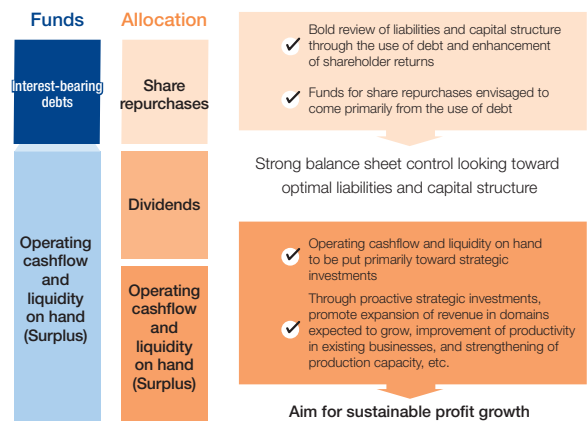 Funds
Allocation
Interest-bearing
debts
Share
repurchases
Bold review of liabilities and capital structure
through the use of debt and enhancement
of shareholder returns
Funds for share repurchases envisaged to
come primarily from the use of debt
Strong balance sheet control looking toward
optimal liabilities and capital structure
Operating
cashflow
and
liquidity
on hand
(Surplus)
Dividends
Operating
cashflow
and
liquidity
on hand
(Surplus)
Operating cashflow and liquidity on hand
to be put primarily toward strategic
investments
Through proactive strategic investments,
promote expansion of revenue in domains
expected to grow, improvement of productivity
in existing businesses, and strengthening of
production capacity, etc.
Aim for sustainable profit growth